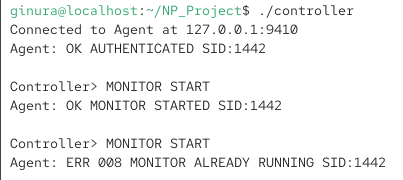 ginura@localhost:~/NP_Project$ ./controller
Connected to Agent at 127.0.0.1:9410
Agent: OK AUTHENTICATED SID:1442
Controller> MONITOR START
Agent: OK MONITOR STARTED SID:1442
Controller> MONITOR START
Agent: ERR 008 MONITOR ALREADY RUNNING SID:1442